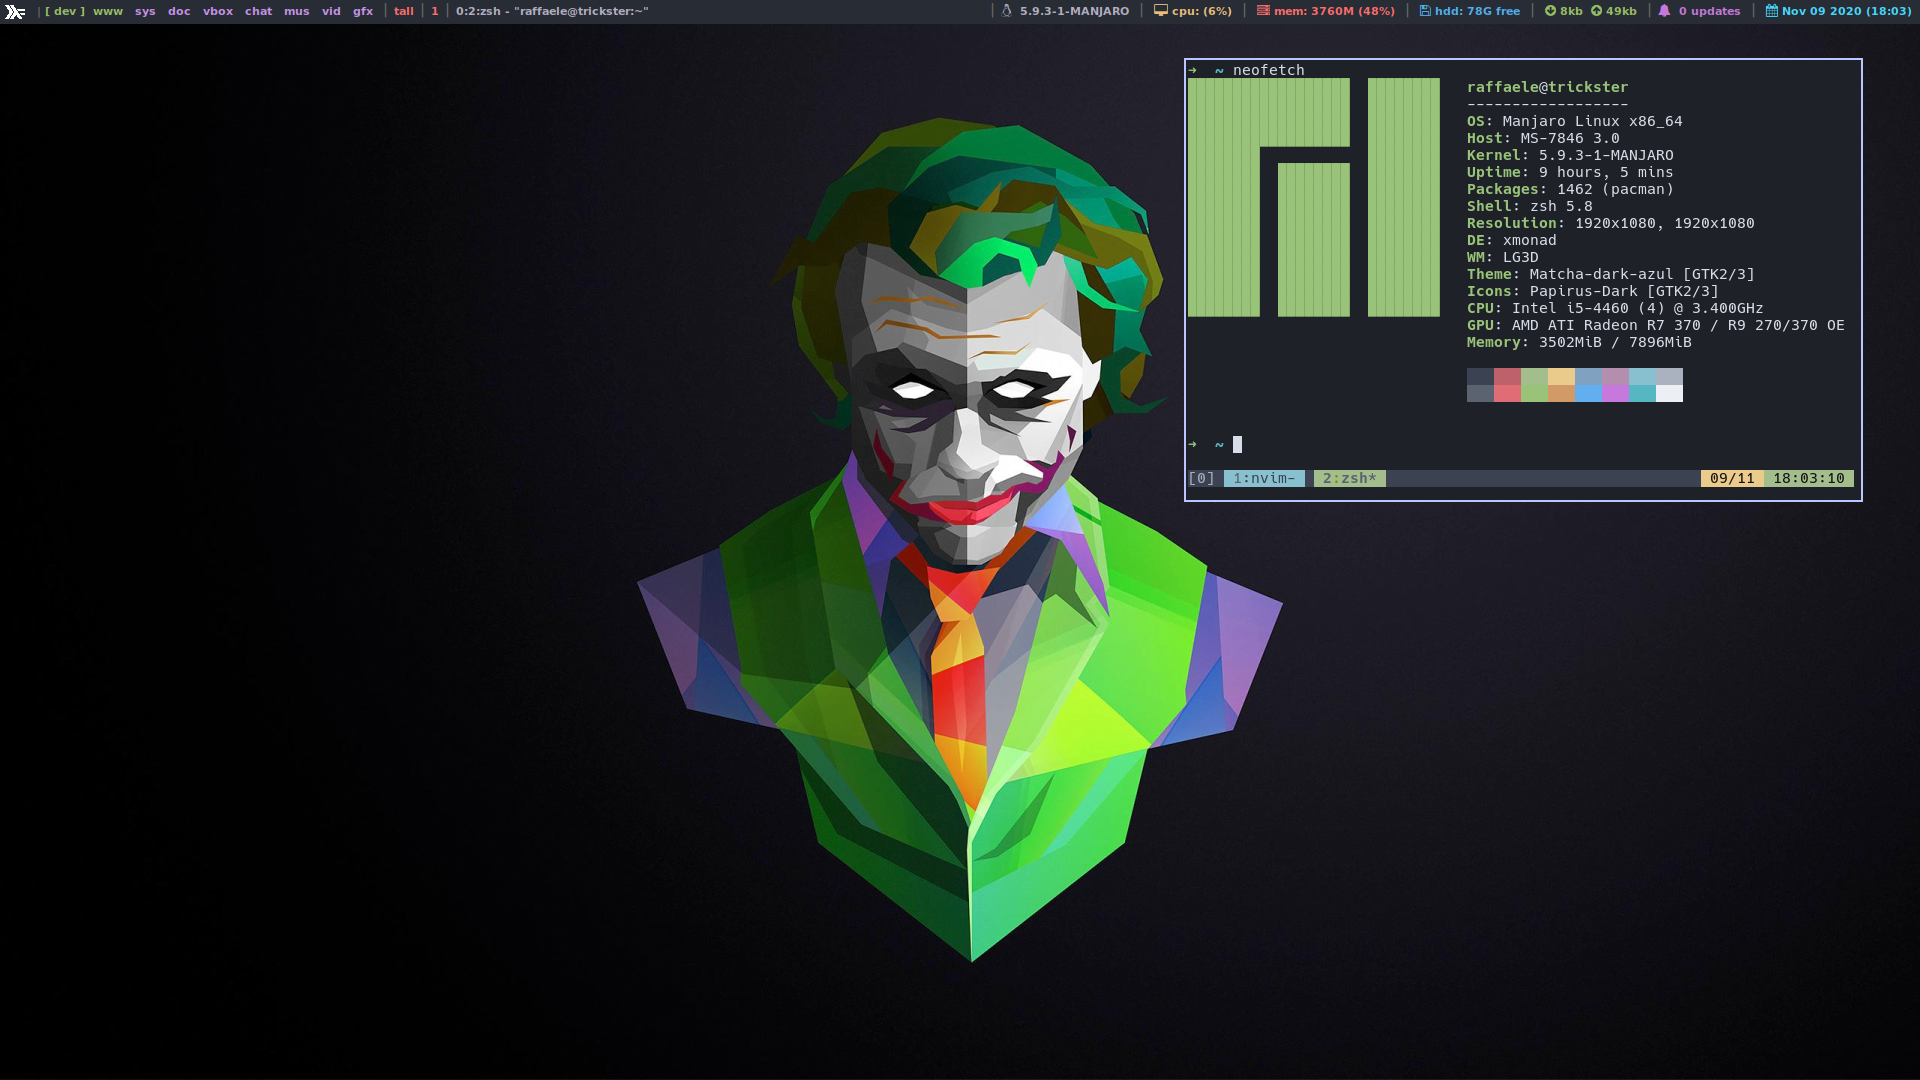 [ dev ] www sys doc vbox chat mus vid gfx | tall | 1 | 0:2:zsh - "raffaele@trickster:~" | 5.9.3-1-MANJARO | cpu: (6%) | mem: 3760M (48%) | hdd: 78G free | 8kb 49kb | 0 updates | Nov 09 2020 (18:03)
➜ ~ neofetch
raffaele@trickster
------------------
OS: Manjaro Linux x86_64
Host: MS-7846 3.0
Kernel: 5.9.3-1-MANJARO
Uptime: 9 hours, 5 mins
Packages: 1462 (pacman)
Shell: zsh 5.8
Resolution: 1920x1080, 1920x1080
DE: xmonad
WM: LG3D
Theme: Matcha-dark-azul [GTK2/3]
Icons: Papirus-Dark [GTK2/3]
CPU: Intel i5-4460 (4) @ 3.400GHz
GPU: AMD ATI Radeon R7 370 / R9 270/370 OE
Memory: 3502MiB / 7896MiB
➜ ~
[0] 1:nvim- 2:zsh* 09/11 18:03:10